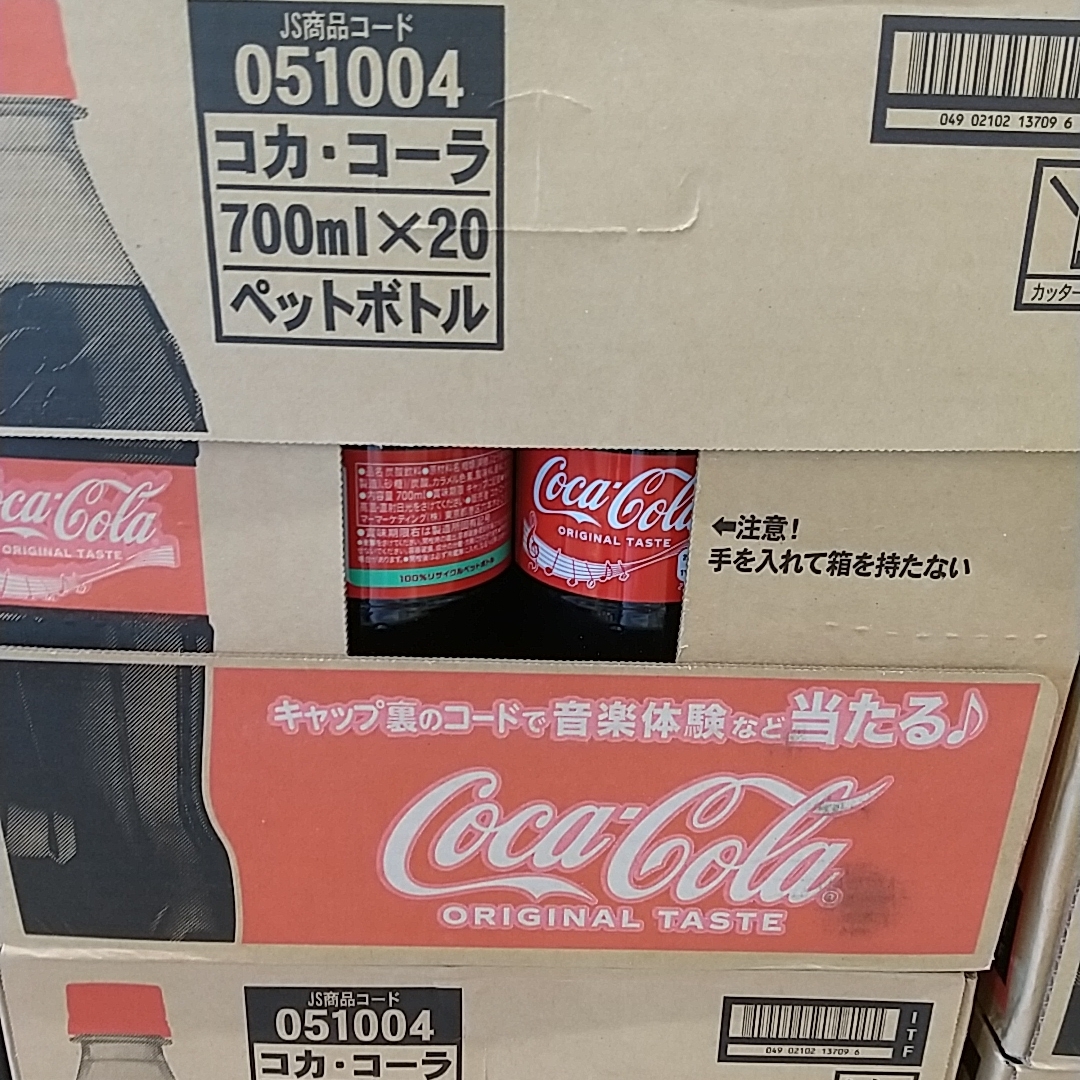 JS商品コード
051004
コカ・コーラ
700ml×20
ペットボトル
049 02102 13709 6
カッター
Coca-Cola
ORIGINAL TASTE
100%リサイクルペットボトル
Coca-Cola
ORIGINAL TASTE
⬅注意!
手を入れて箱を持たない
キャップ裏のコードで音楽体験など当たる♪
Coca-Cola®
ORIGINAL TASTE
JS商品コード
051004
コカ・コーラ
049 02102 13709 6
ITF